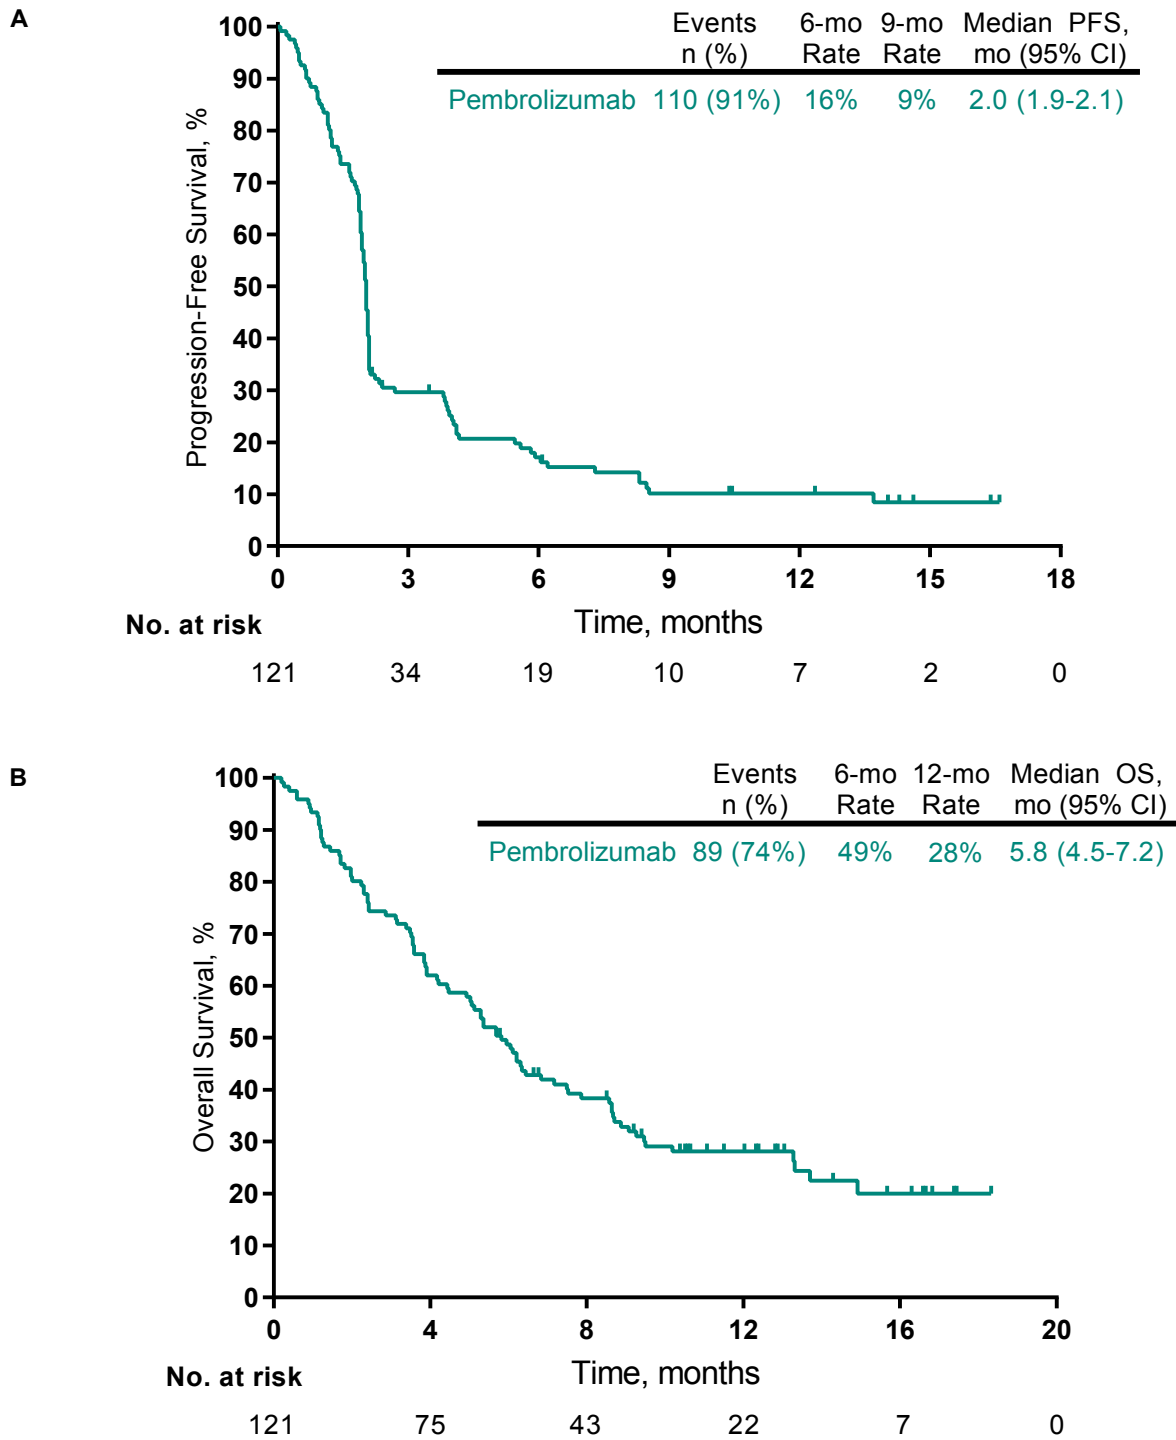 A
Events 6-mo 9-mo Median PFS,
n (%) Rate Rate mo (95% CI)
Pembrolizumab 110 (91%) 16% 9% 2.0 (1.9-2.1)
Progression-Free Survival, %
100
90
80
70
60
50
40
30
20
10
0
0 3 6 9 12 15 18
Time, months
No. at risk
121 34 19 10 7 2 0
B
Events 6-mo 12-mo Median OS,
n (%) Rate Rate mo (95% CI)
Pembrolizumab 89 (74%) 49% 28% 5.8 (4.5-7.2)
Overall Survival, %
100
90
80
70
60
50
40
30
20
10
0
0 4 8 12 16 20
Time, months
No. at risk
121 75 43 22 7 0